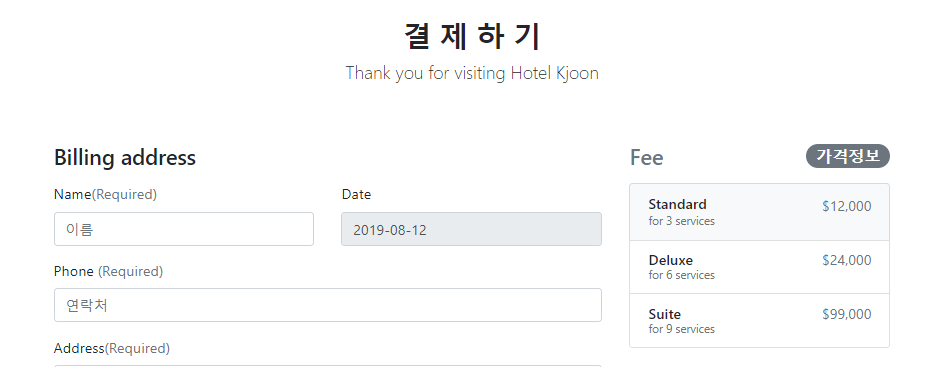 결 제 하 기
Thank you for visiting Hotel Kjoon
Billing address
Name(Required)
Date
이름
2019-08-12
Phone (Required)
연락처
Address(Required)
Fee
가격정보
Standard
$12,000
for 3 services
Deluxe
$24,000
for 6 services
Suite
$99,000
for 9 services